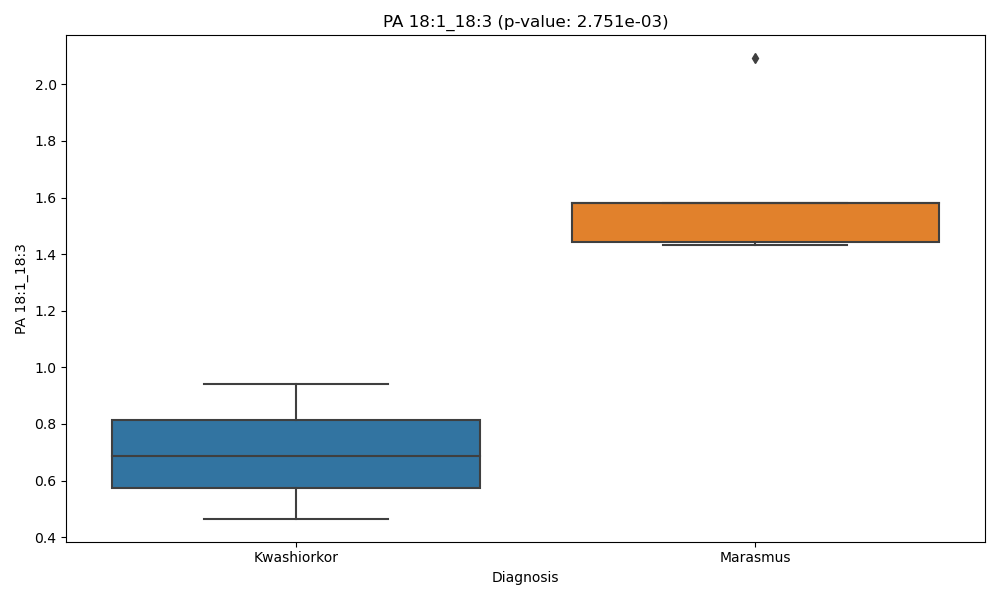 PA 18:1_18:3 (p-value: 2.751e-03)
2.0
1.8
1.6
1.4
1.2
1.0
0.8
0.6
0.4
PA 18:1_18:3
Kwashiorkor
Marasmus
Diagnosis